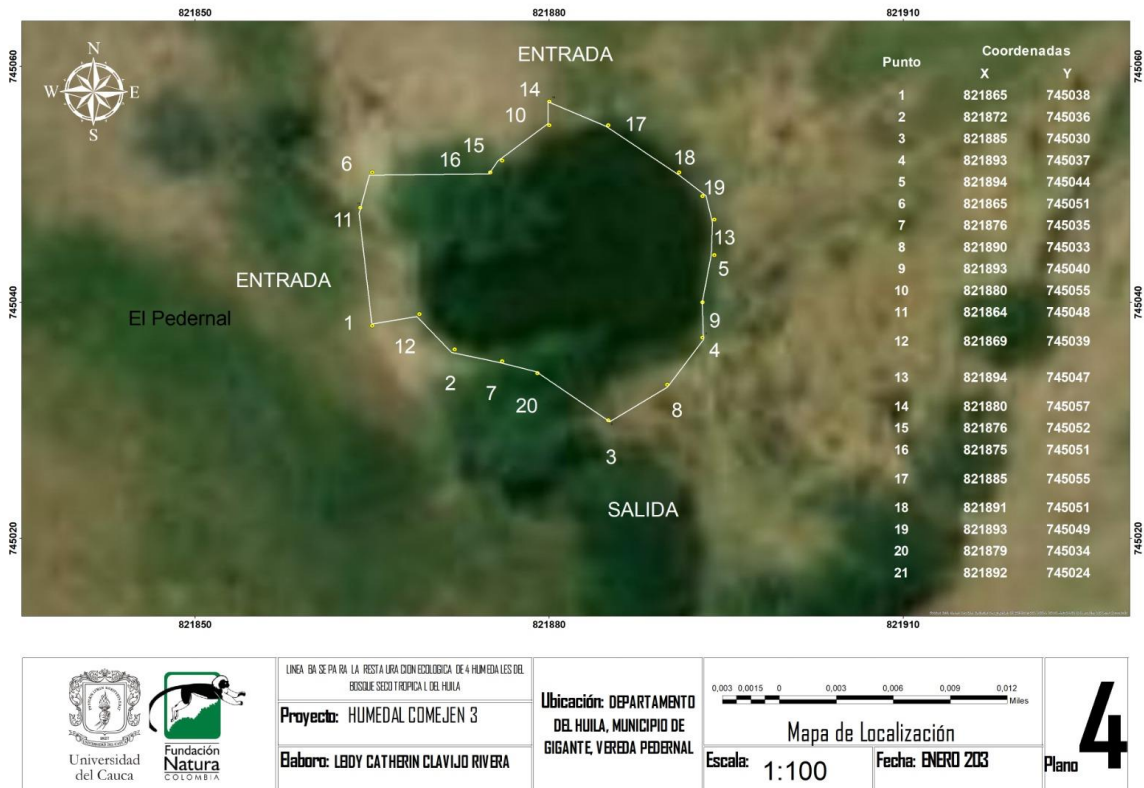 821850 821880 821910
745060
745040
745020
745060
745040
745020
N
W E
S
ENTRADA
14
10
17
15
16
18
6
19
11
13
5
ENTRADA
El Pedernal
1
9
12
4
2
7
8
20
3
SALIDA
Punto Coordenadas
X Y
1 821865 745038
2 821872 745036
3 821885 745030
4 821893 745037
5 821894 745044
6 821865 745051
7 821876 745035
8 821890 745033
9 821893 745040
10 821880 745055
11 821864 745048
12 821869 745039
13 821894 745047
14 821880 745057
15 821876 745052
16 821875 745051
17 821885 745055
18 821891 745051
19 821893 745049
20 821879 745034
21 821892 745024
821850 821880 821910
Universidad
del Cauca
Fundación
Natura
COLOMBIA
LINEA BA SE PA RA LA RESTA URA CION ECOLOGICA DE 4 HUMEDA LES DEL
BOSQUE SECO TROPICA L DEL HUILA
Proyecto: HUMEDAL COMEJEN 3
Elaboro: LEIDY CATHERIN CLAVIJO RIVERA
Ubicación: DEPARTAMENTO
DEL HUILA, MUNICIPIO DE
GIGANTE, VEREDA PEDERNAL
0,003 0,0015 0 0,003 0,006 0,009 0,012
Miles
Mapa de Localización
Escala: 1:100
Fecha: ENERO 203
Plano 4